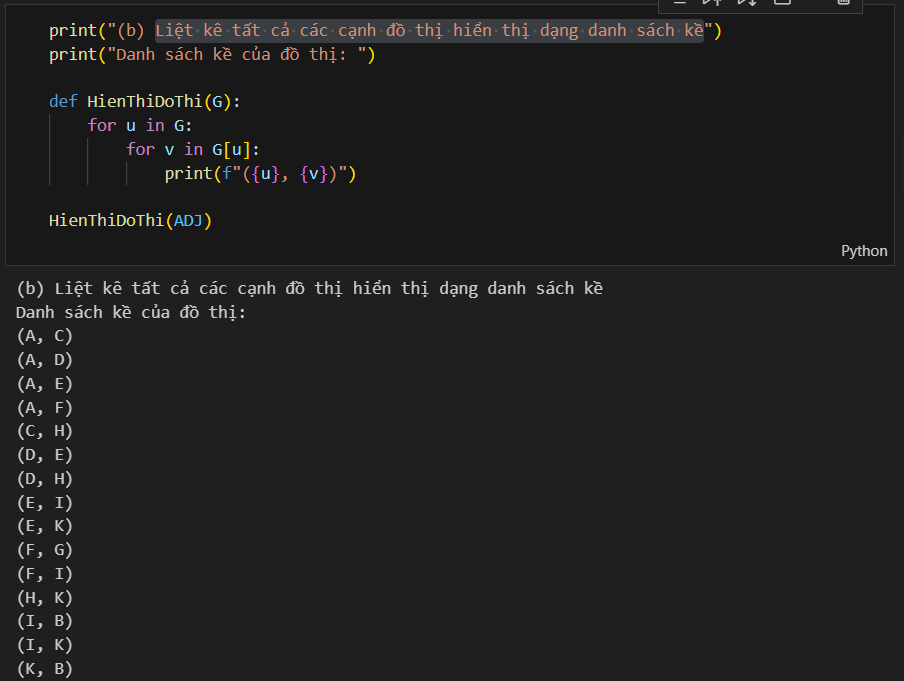 print("(b) Liệt kê tất cả các cạnh đồ thị hiển thị dạng danh sách kề")
print("Danh sách kề của đồ thị: ")
def HienThiDoThi(G):
for u in G:
for v in G[u]:
print(f"({u}, {v})")
HienThiDoThi(ADJ)
Python
(b) Liệt kê tất cả các cạnh đồ thị hiển thị dạng danh sách kề
Danh sách kề của đồ thị:
(A, C)
(A, D)
(A, E)
(A, F)
(C, H)
(D, E)
(D, H)
(E, I)
(E, K)
(F, G)
(F, I)
(H, K)
(I, B)
(I, K)
(K, B)